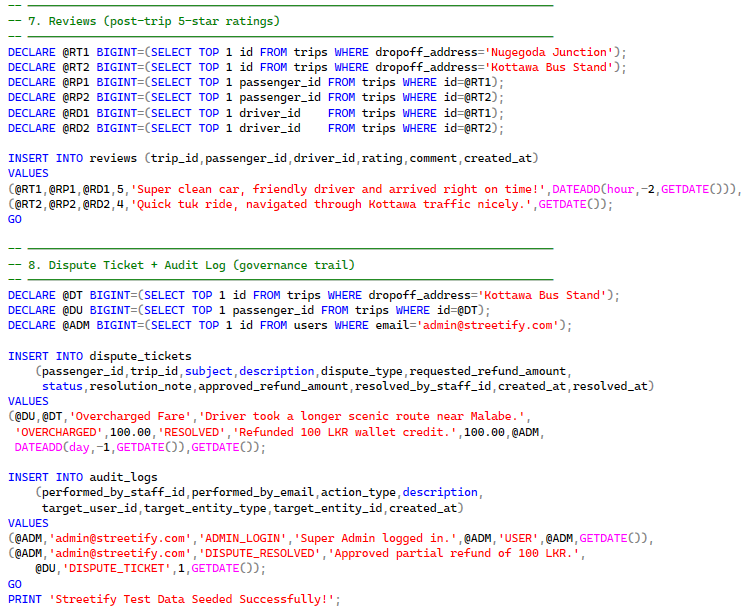 -- ──────────────────────────────────────────────
-- 7. Reviews (post-trip 5-star ratings)
-- ──────────────────────────────────────────────
DECLARE @RT1 BIGINT=(SELECT TOP 1 id FROM trips WHERE dropoff_address='Nugegoda Junction');
DECLARE @RT2 BIGINT=(SELECT TOP 1 id FROM trips WHERE dropoff_address='Kottawa Bus Stand');
DECLARE @RP1 BIGINT=(SELECT TOP 1 passenger_id FROM trips WHERE id=@RT1);
DECLARE @RP2 BIGINT=(SELECT TOP 1 passenger_id FROM trips WHERE id=@RT2);
DECLARE @RD1 BIGINT=(SELECT TOP 1 driver_id    FROM trips WHERE id=@RT1);
DECLARE @RD2 BIGINT=(SELECT TOP 1 driver_id    FROM trips WHERE id=@RT2);

INSERT INTO reviews (trip_id,passenger_id,driver_id,rating,comment,created_at)
VALUES
(@RT1,@RP1,@RD1,5,'Super clean car, friendly driver and arrived right on time!',DATEADD(hour,-2,GETDATE())),
(@RT2,@RP2,@RD2,4,'Quick tuk ride, navigated through Kottawa traffic nicely.',GETDATE());
GO

-- ──────────────────────────────────────────────
-- 8. Dispute Ticket + Audit Log (governance trail)
-- ──────────────────────────────────────────────
DECLARE @DT BIGINT=(SELECT TOP 1 id FROM trips WHERE dropoff_address='Kottawa Bus Stand');
DECLARE @DU BIGINT=(SELECT TOP 1 passenger_id FROM trips WHERE id=@DT);
DECLARE @ADM BIGINT=(SELECT TOP 1 id FROM users WHERE email='admin@streetify.com');

INSERT INTO dispute_tickets
    (passenger_id,trip_id,subject,description,dispute_type,requested_refund_amount,
     status,resolution_note,approved_refund_amount,resolved_by_staff_id,created_at,resolved_at)
VALUES
(@DU,@DT,'Overcharged Fare','Driver took a longer scenic route near Malabe.',
 'OVERCHARGED',100.00,'RESOLVED','Refunded 100 LKR wallet credit.',100.00,@ADM,
 DATEADD(day,-1,GETDATE()),GETDATE());

INSERT INTO audit_logs
    (performed_by_staff_id,performed_by_email,action_type,description,
     target_user_id,target_entity_type,target_entity_id,created_at)
VALUES
(@ADM,'admin@streetify.com','ADMIN_LOGIN','Super Admin logged in.',@ADM,'USER',@ADM,GETDATE()),
(@ADM,'admin@streetify.com','DISPUTE_RESOLVED','Approved partial refund of 100 LKR.',
    @DU,'DISPUTE_TICKET',1,GETDATE());
GO
PRINT 'Streetify Test Data Seeded Successfully!';